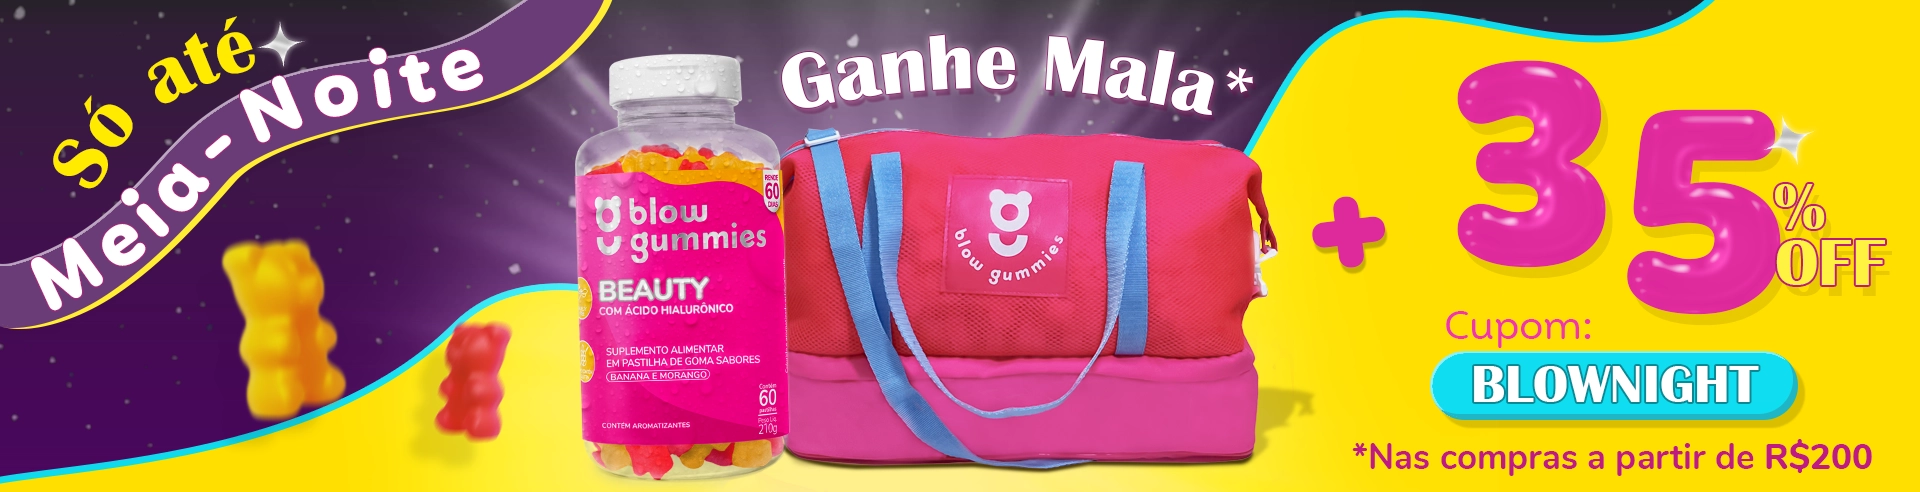 Só até
Meia-Noite
Ganhe Mala*
RENDE
60
DIAS
blow
gummies
BEAUTY
COM ÁCIDO HIALURÔNICO
SUPLEMENTO ALIMENTAR
EM PASTILHA DE GOMA SABORES
BANANA E MORANGO
Contém
60
pastilhas
Peso Líq.
210g
CONTÉM AROMATIZANTES
blow gummies
+
35
%
OFF
Cupom:
BLOWNIGHT
*Nas compras a partir de R$200